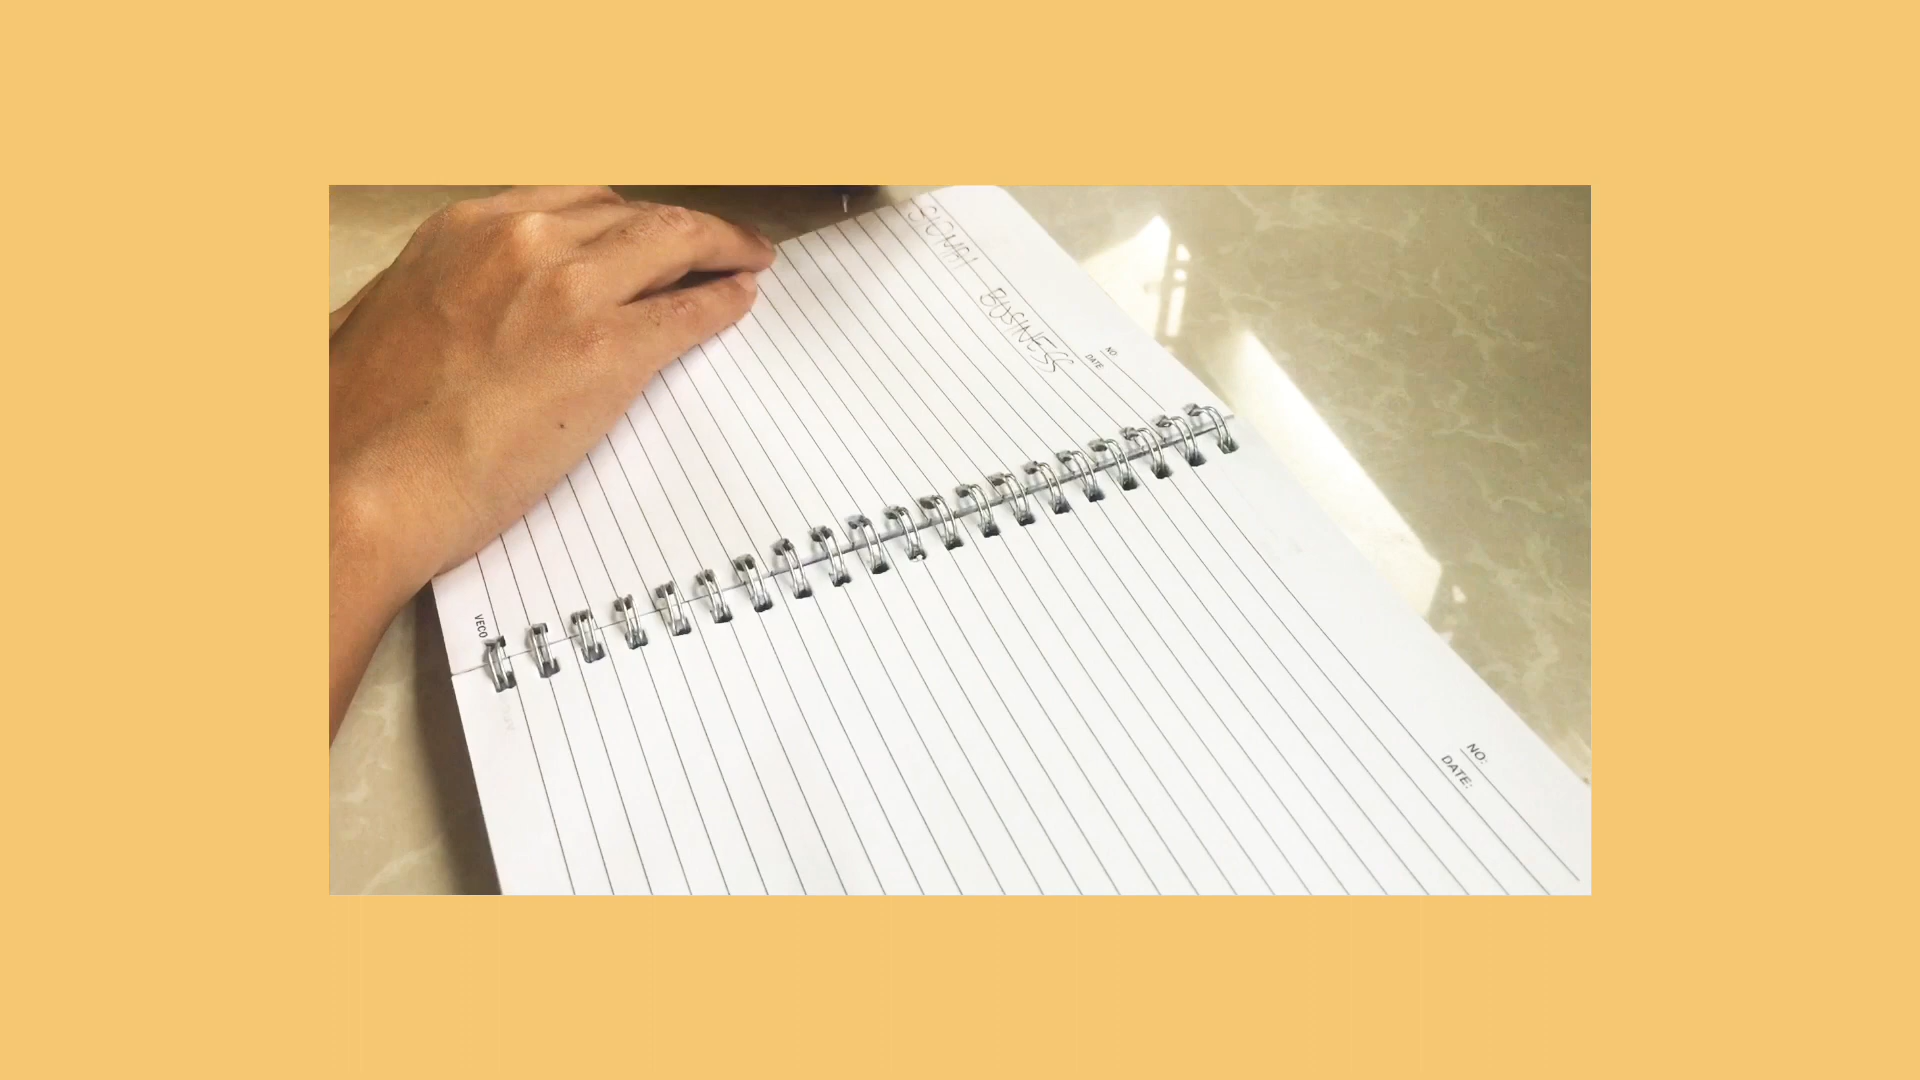 SIGMA BUSINESS
NO
DATE
VECO
NO:
DATE: